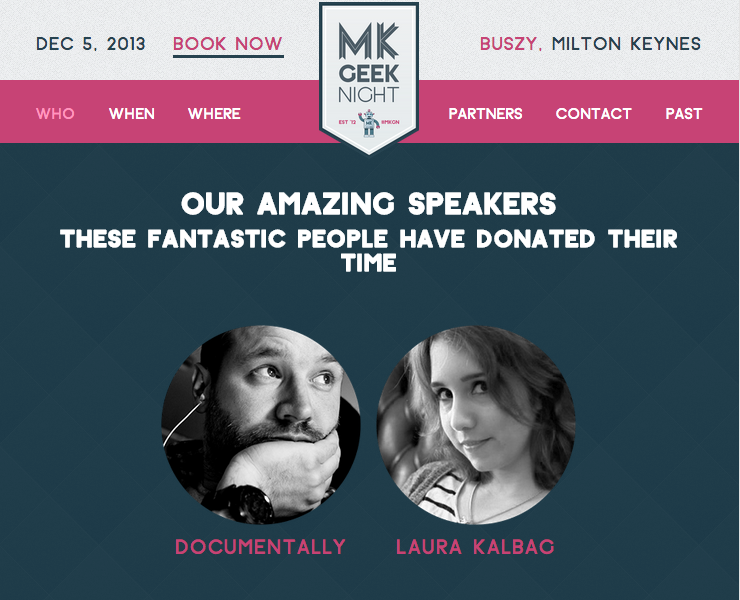 DEC 5, 2013
BOOK NOW
MK
GEEK
NIGHT
EST '12
#MKGN
BUSZY, MILTON KEYNES
WHO
WHEN
WHERE
PARTNERS
CONTACT
PAST
OUR AMAZING SPEAKERS
THESE FANTASTIC PEOPLE HAVE DONATED THEIR
TIME
DOCUMENTALLY
LAURA KALBAG